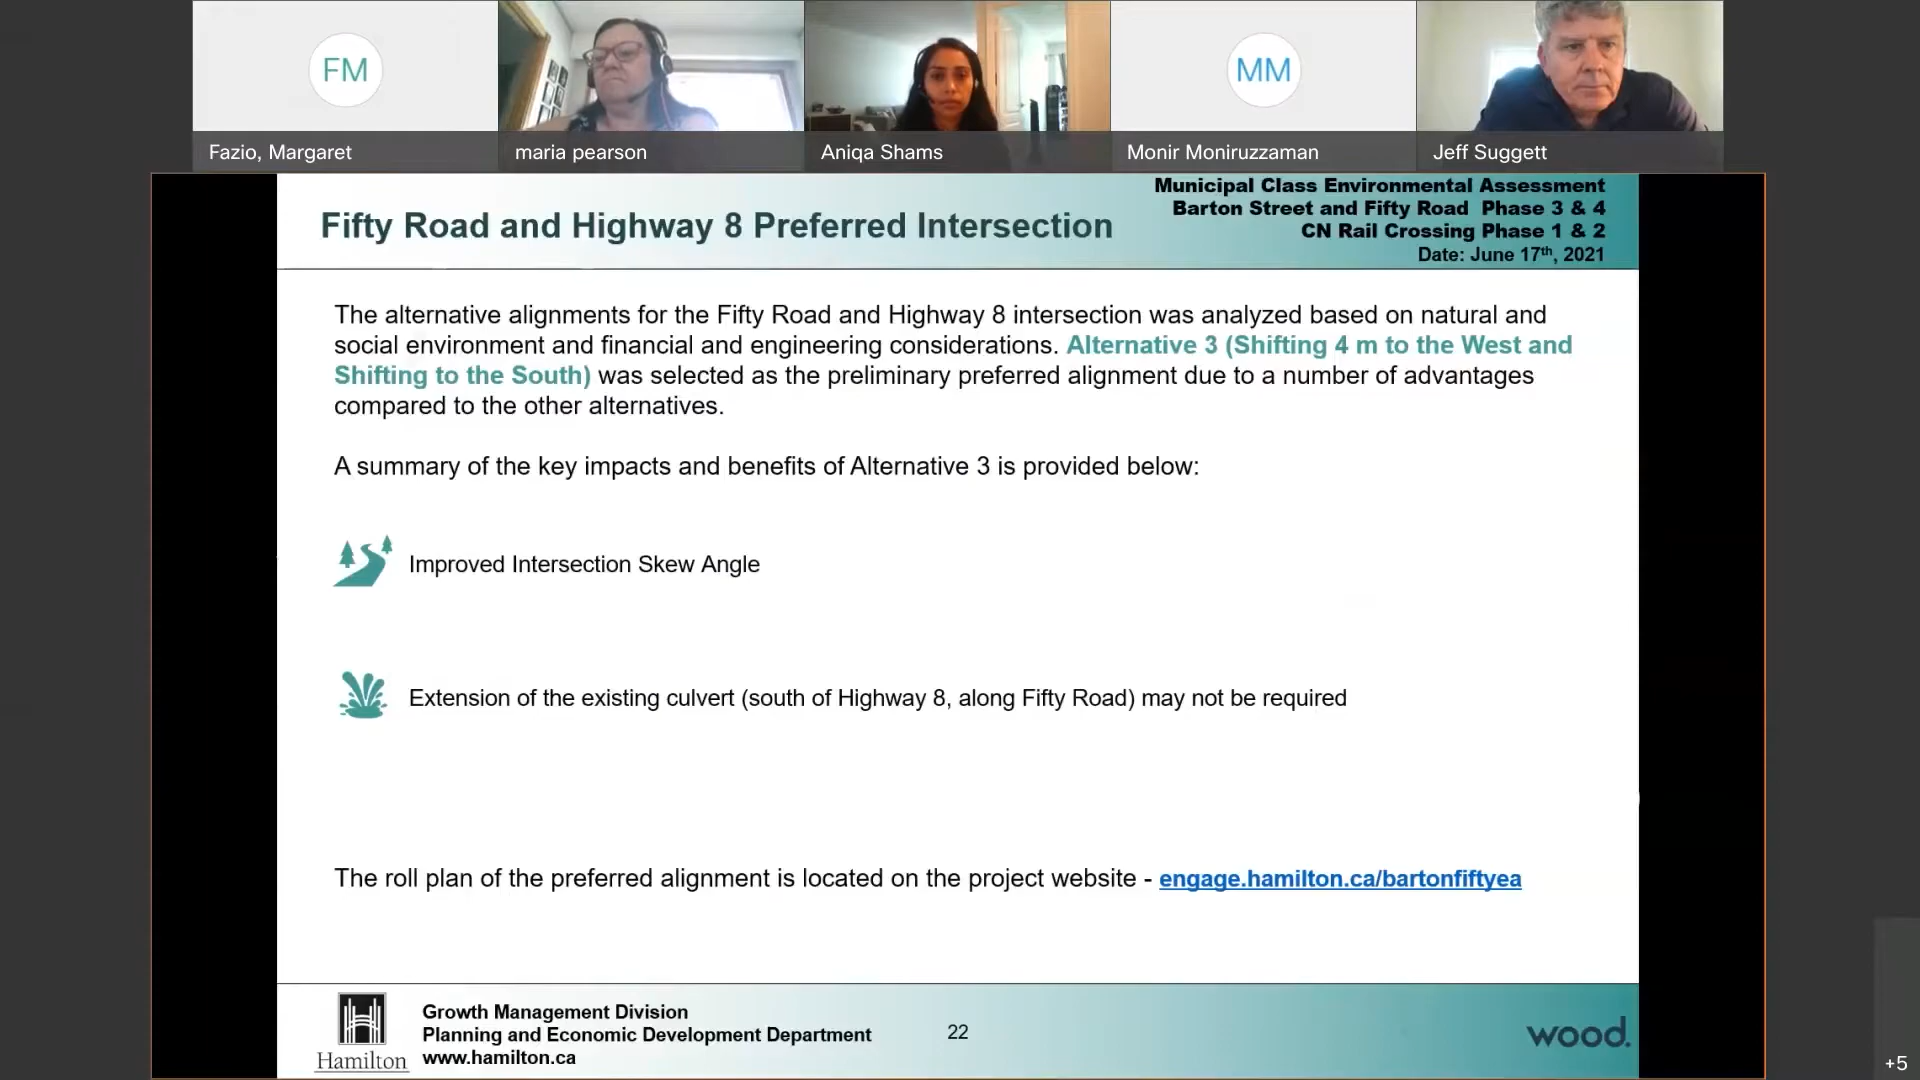 FM
MM
Fazio, Margaret
maria pearson
Aniqa Shams
Monir Moniruzzaman
Jeff Suggett
Fifty Road and Highway 8 Preferred Intersection
Municipal Class Environmental Assessment
Barton Street and Fifty Road Phase 3 & 4
CN Rail Crossing Phase 1 & 2
Date: June 17th, 2021
The alternative alignments for the Fifty Road and Highway 8 intersection was analyzed based on natural and
social environment and financial and engineering considerations. Alternative 3 (Shifting 4 m to the West and
Shifting to the South) was selected as the preliminary preferred alignment due to a number of advantages
compared to the other alternatives.
A summary of the key impacts and benefits of Alternative 3 is provided below:
Improved Intersection Skew Angle
Extension of the existing culvert (south of Highway 8, along Fifty Road) may not be required
The roll plan of the preferred alignment is located on the project website - engage.hamilton.ca/bartonfiftyea
Hamilton
Growth Management Division
Planning and Economic Development Department
www.hamilton.ca
22
wood.
+5